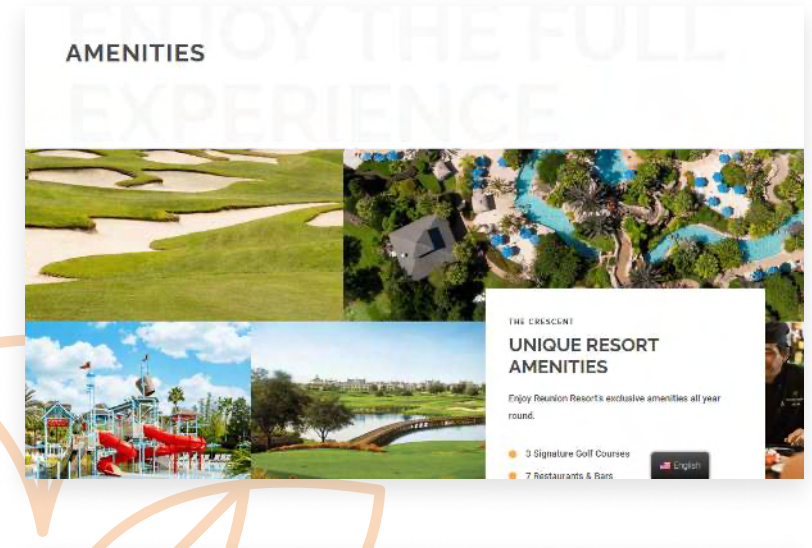 ENJOY THE FULL
EXPERIENCE
AMENITIES
THE CRESCENT
UNIQUE RESORT
AMENITIES
Enjoy Reunion Resort's exclusive amenities all year
round.
3 Signature Golf Courses
English
7 Restaurants & Bars